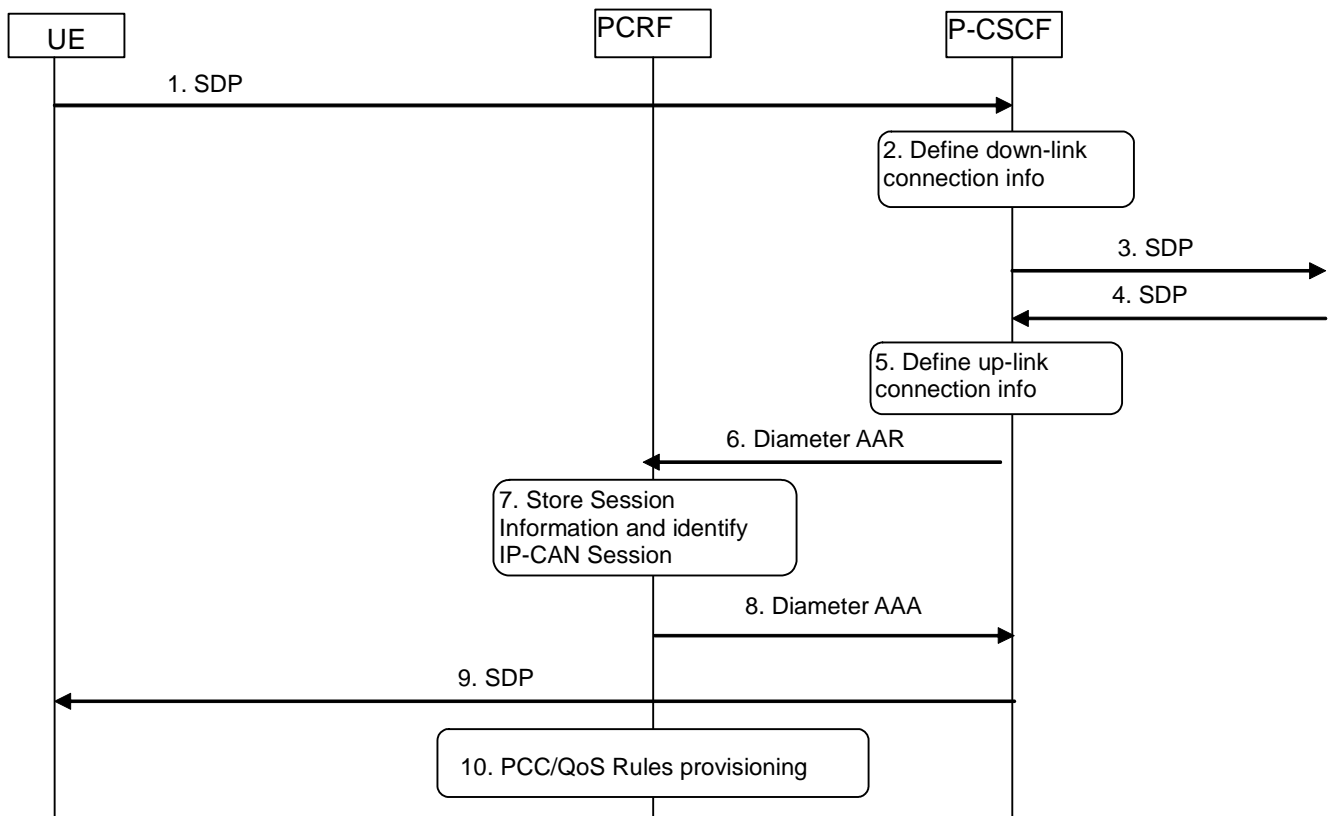 UE
PCRF
P-CSCF
1. SDP
2. Define down-link
connection info
3. SDP
4. SDP
5. Define up-link
connection info
6. Diameter AAR
7. Store Session
Information and identify
IP-CAN Session
8. Diameter AAA
9. SDP
10. PCC/QoS Rules provisioning